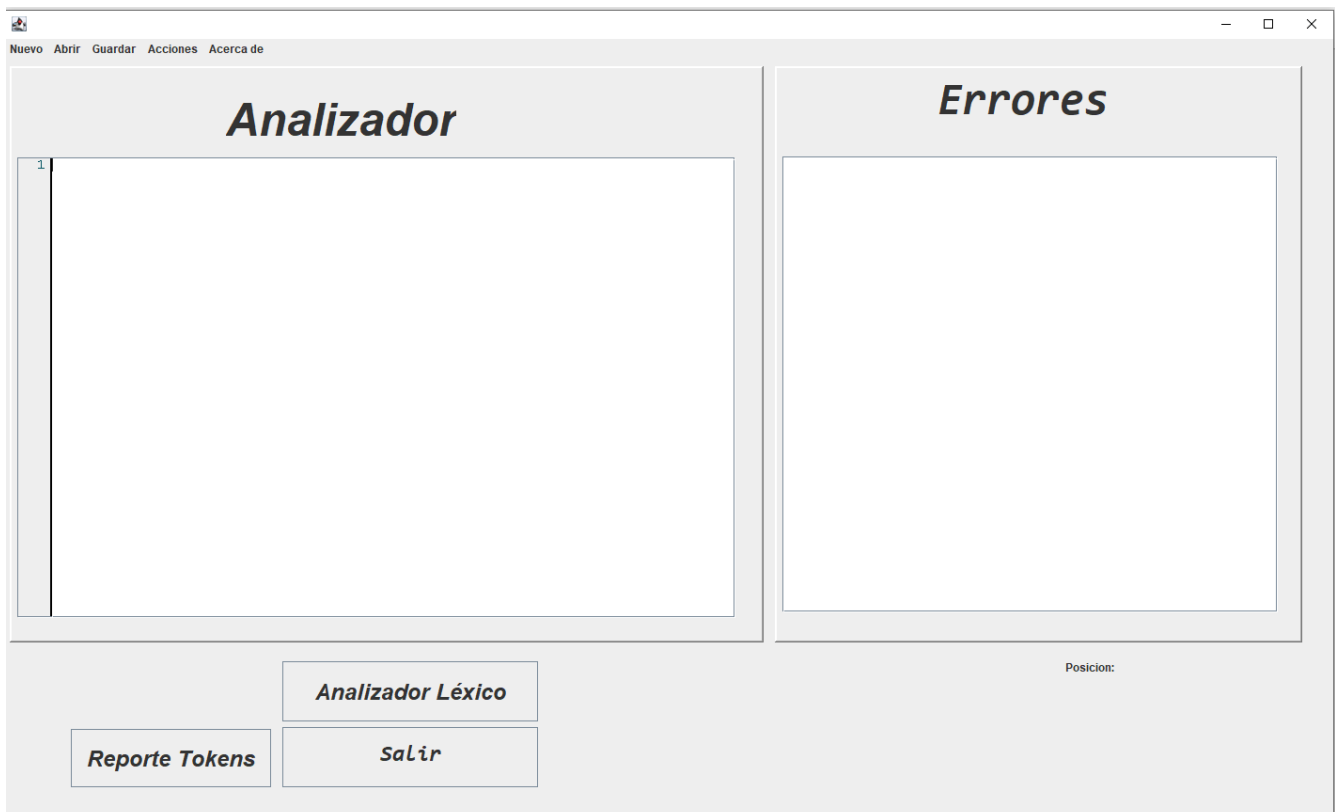 Nuevo Abrir Guardar Acciones Acerca de
Analizador
Errores
1
Posicion:
Analizador Léxico
Reporte Tokens
Salir